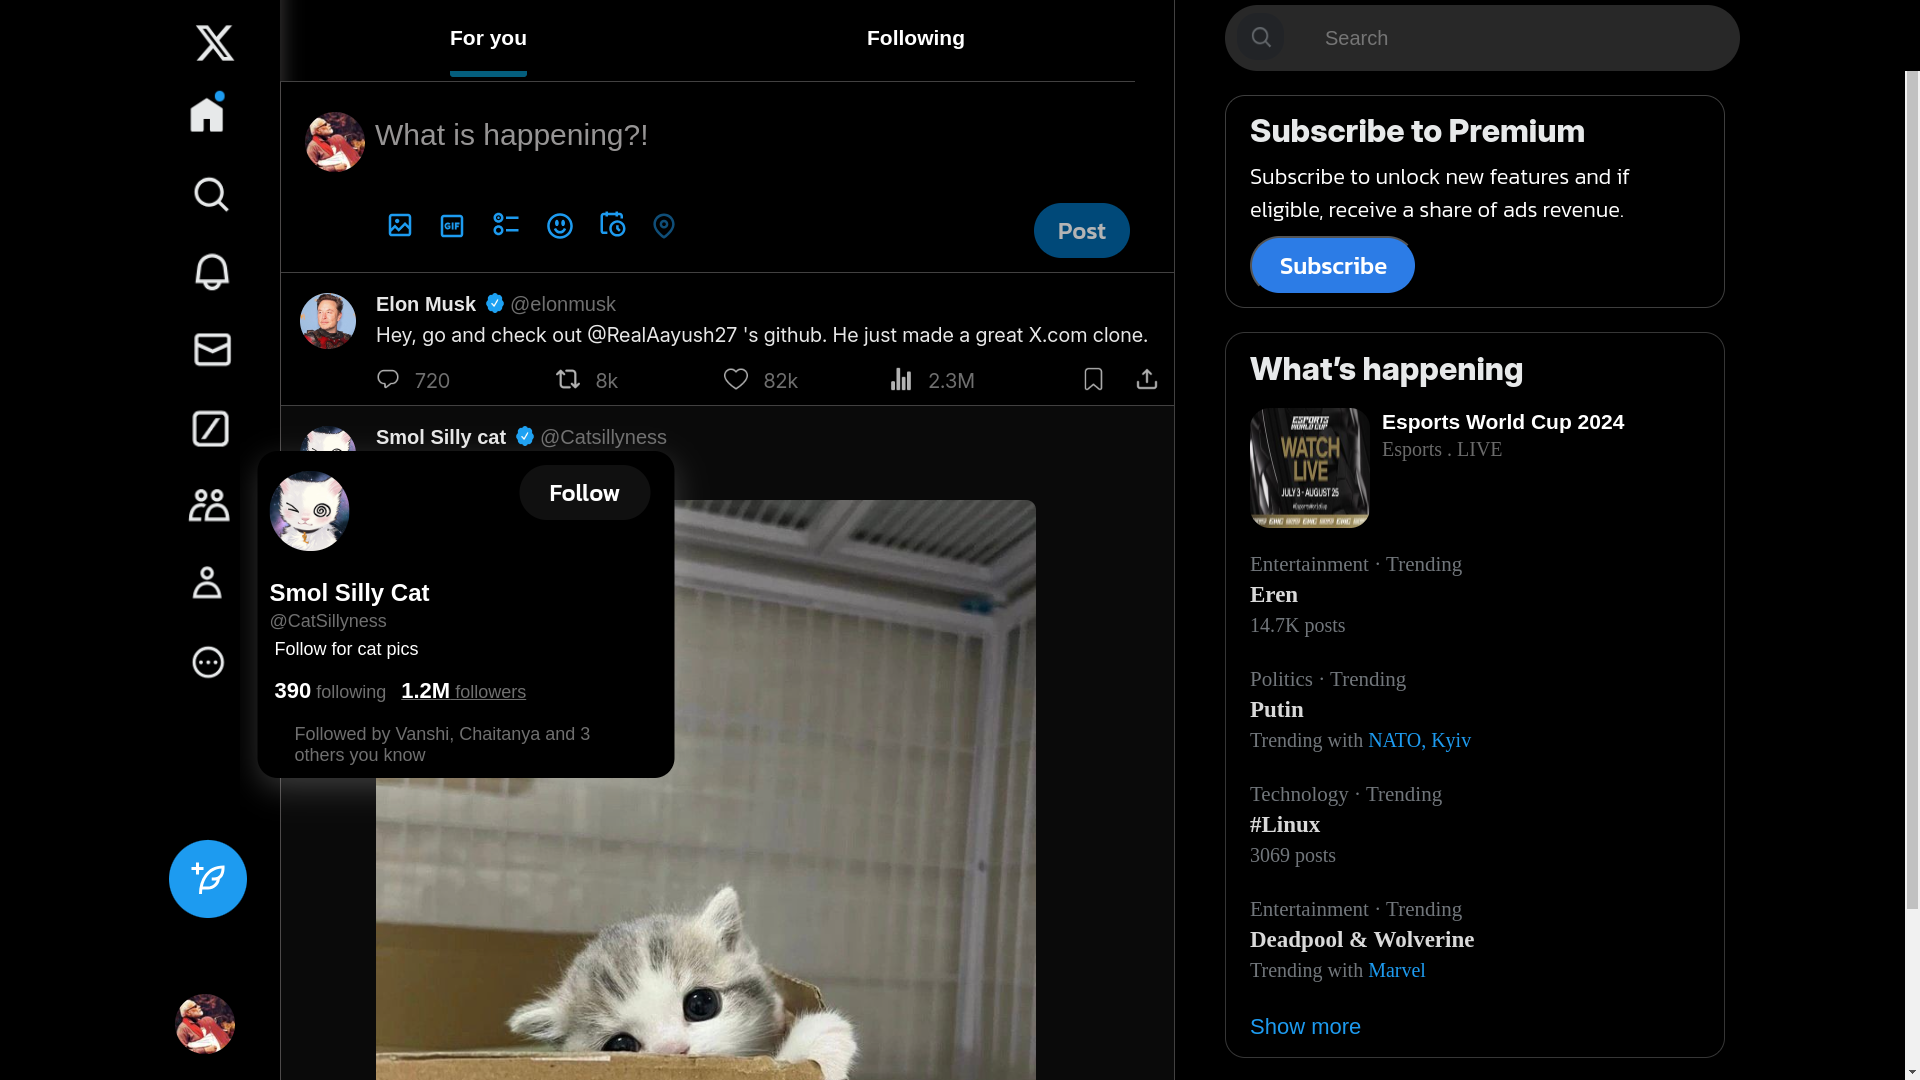 For you
Following
What is happening?!
GIF
Post
Elon Musk @elonmusk
Hey, go and check out @RealAayush27 's github. He just made a great X.com clone.
720
8k
82k
2.3M
Smol Silly cat @Catsillyness
Follow
Smol Silly Cat
@CatSillyness
Follow for cat pics
390 following 1.2M followers
Followed by Vanshi, Chaitanya and 3
others you know
Search
Subscribe to Premium
Subscribe to unlock new features and if
eligible, receive a share of ads revenue.
Subscribe
What’s happening
ESPORTS
WORLD CUP
WATCH
LIVE
JULY 3 - AUGUST 25
Esports World Cup 2024
Esports . LIVE
Entertainment · Trending
Eren
14.7K posts
Politics · Trending
Putin
Trending with NATO, Kyiv
Technology · Trending
#Linux
3069 posts
Entertainment · Trending
Deadpool & Wolverine
Trending with Marvel
Show more